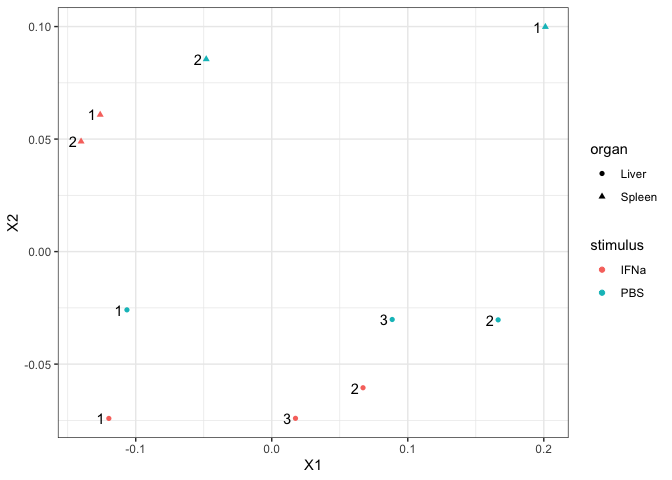 0.10
0.05
0.00
-0.05
X2
1
2
1
2
1
3
2
2
1
3
-0.1
0.0
0.1
0.2
X1
organ
Liver
Spleen
stimulus
IFNa
PBS